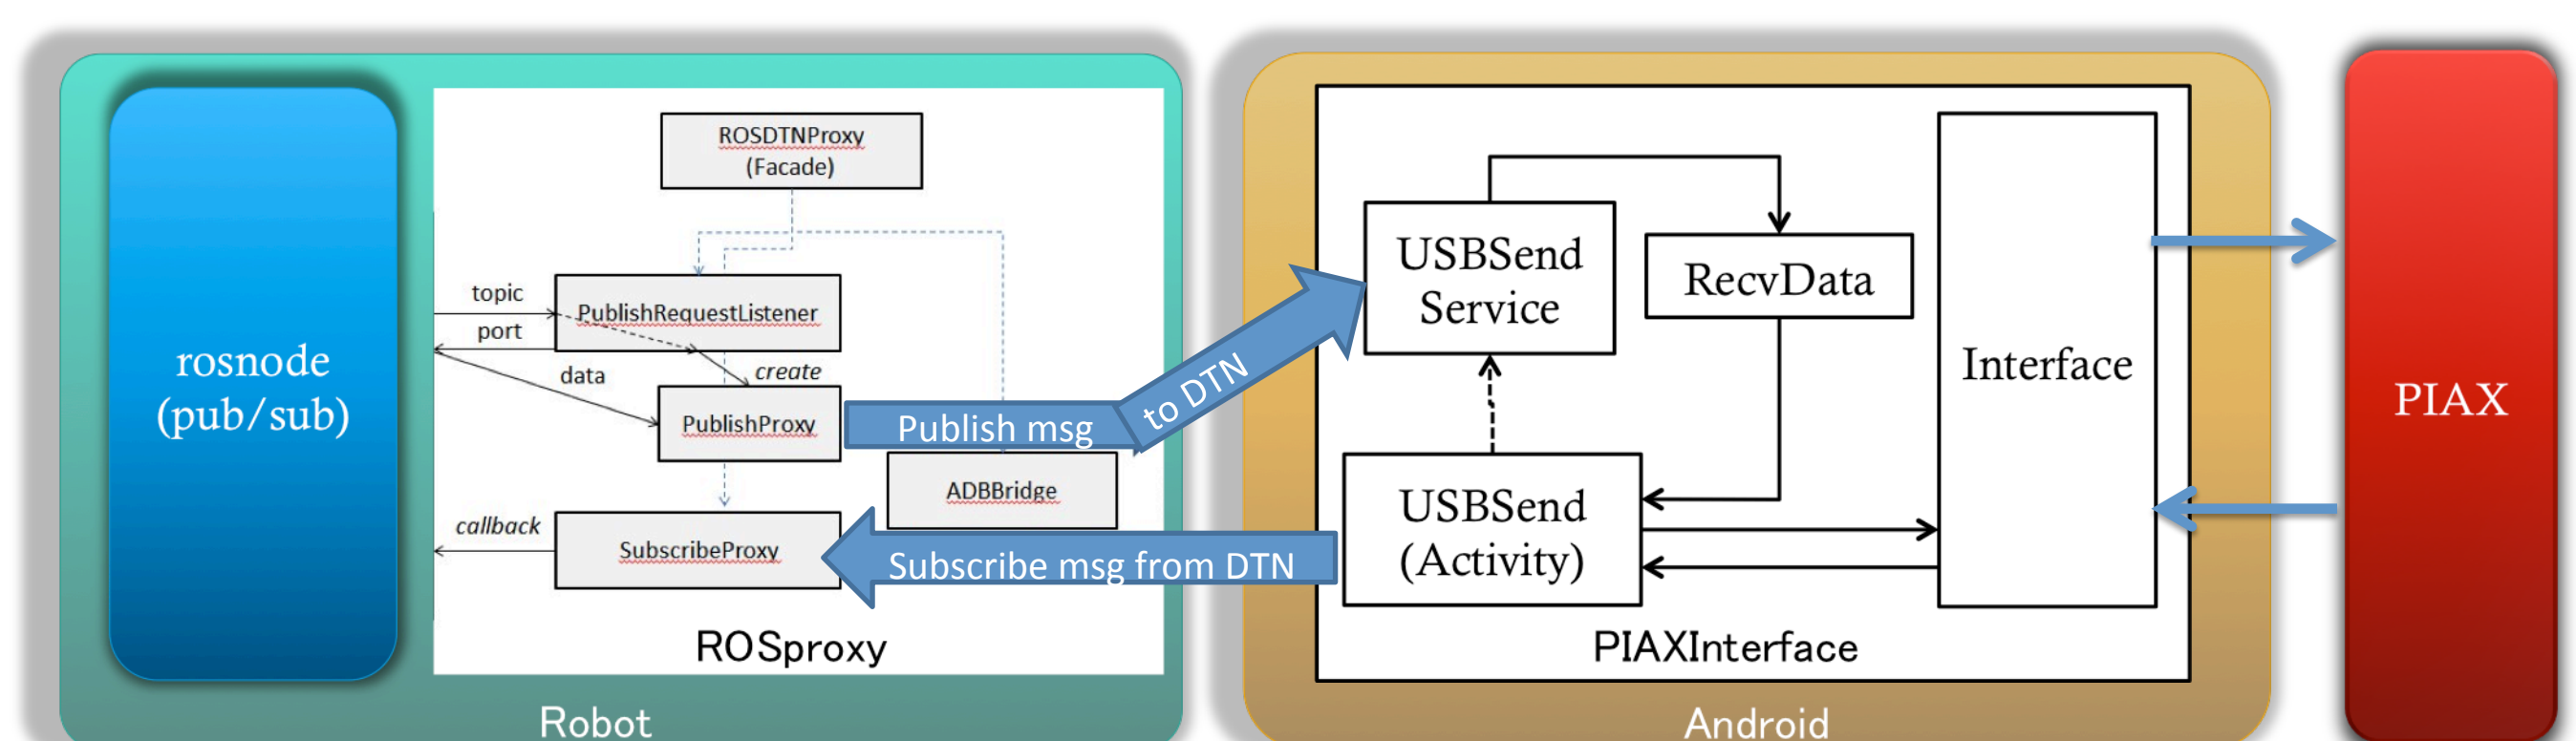 rosnode
(pub/sub)
ROSDTNProxy
(Facade)
topic
PublishRequestListener
port
data
create
PublishProxy
Publish msg
to DTN
ADBBridge
callback
SubscribeProxy
Subscribe msg from DTN
ROSproxy
Robot
USBSend
Service
RecvData
Interface
USBSend
(Activity)
PIAXInterface
Android
PIAX